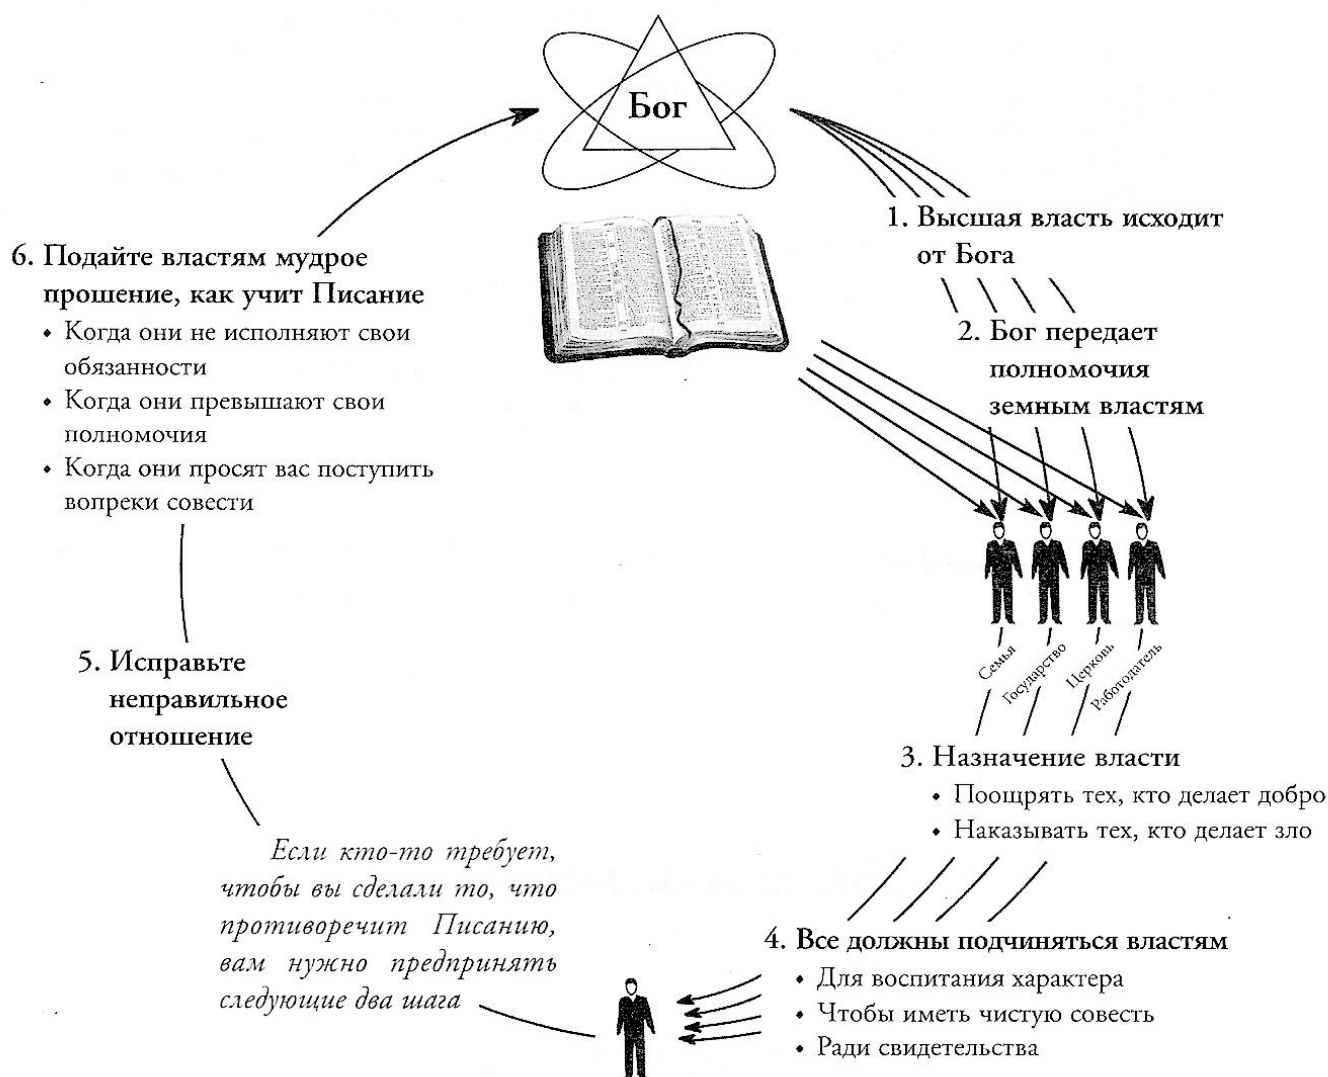 Бог
1. Высшая власть исходит
от Бога
2. Бог передает
полномочия
земным властям
Семья
Государство
Церковь
Работодатель
3. Назначение власти
• Поощрять тех, кто делает добро
• Наказывать тех, кто делает зло
4. Все должны подчиняться властям
• Для воспитания характера
• Чтобы иметь чистую совесть
• Ради свидетельства
Если кто-то требует,
чтобы вы сделали то, что
противоречит Писанию,
вам нужно предпринять
следующие два шага
5. Исправьте
неправильное
отношение
6. Подайте властям мудрое
прошение, как учит Писание
• Когда они не исполняют свои
обязанности
• Когда они превышают свои
полномочия
• Когда они просят вас поступить
вопреки совести